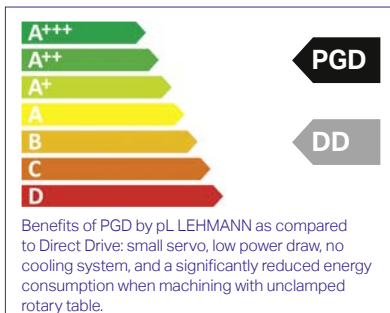 A+++
A++
PGD
A+
A
B
DD
C
D
Benefits of PGD by pL LEHMANN as compared
to Direct Drive: small servo, low power draw, no
cooling system, and a significantly reduced energy
consumption when machining with unclamped
rotary table.